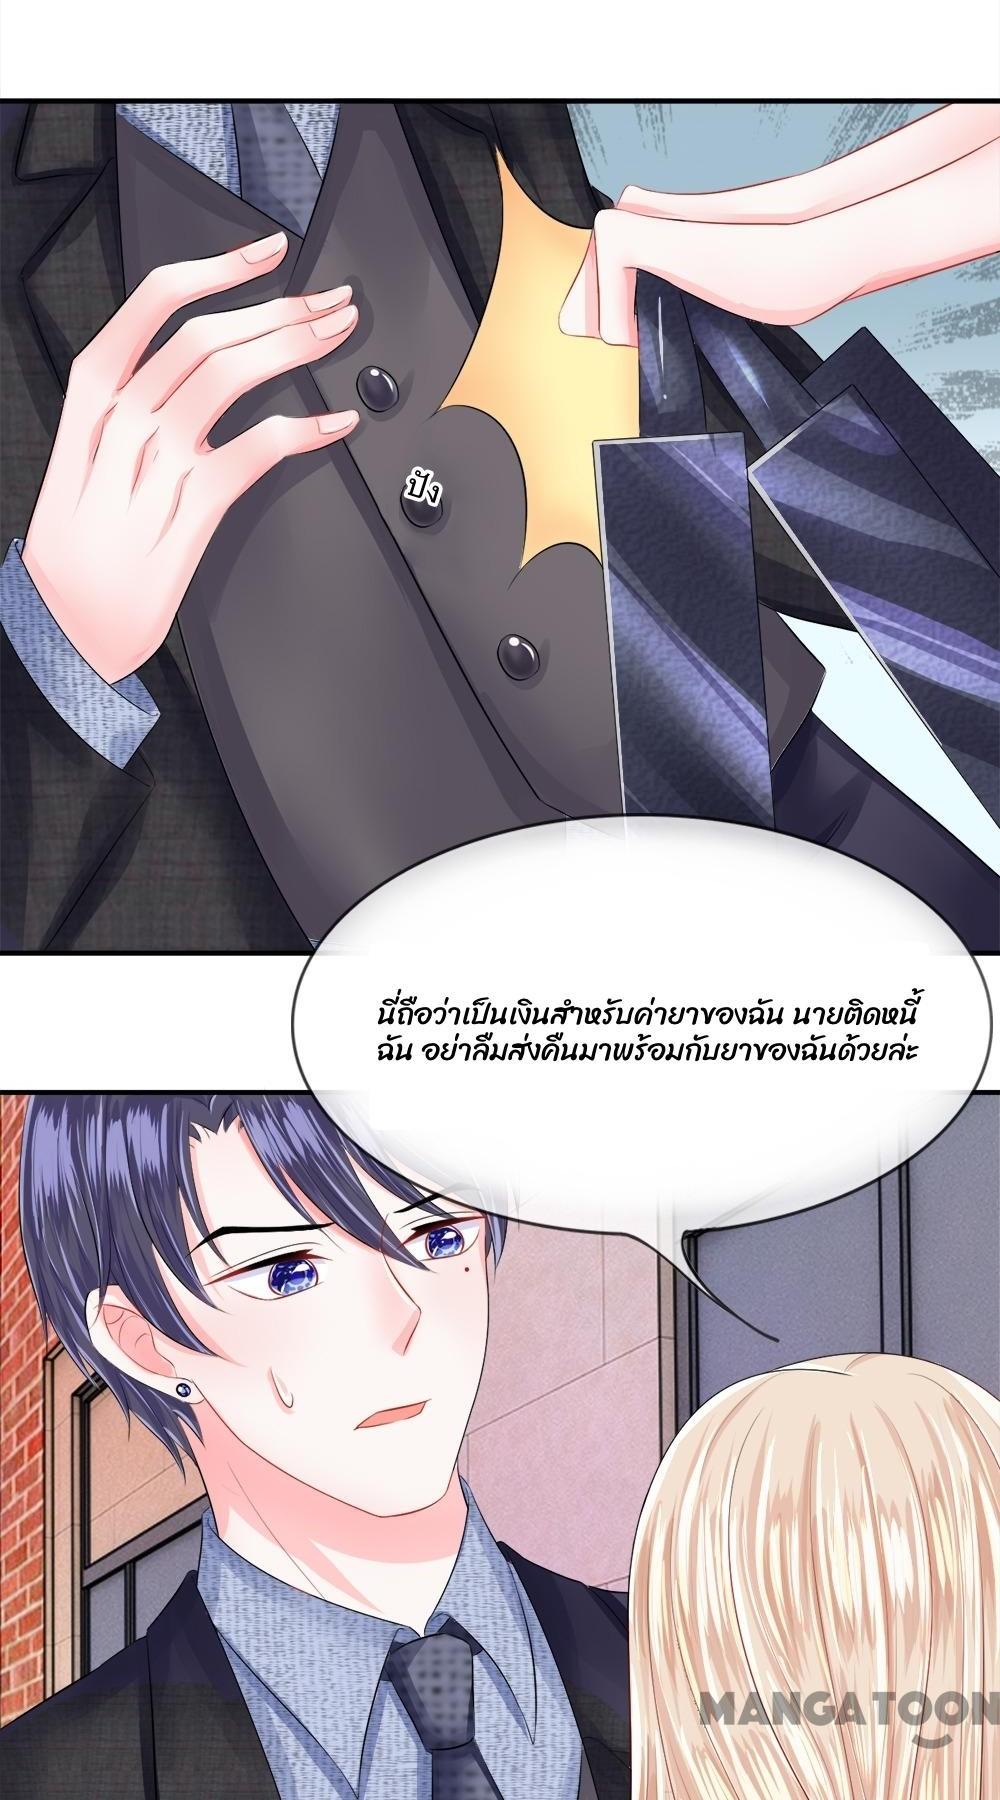 ปัง
นี่ถือว่าเป็นเงินสำหรับค่ายาของฉัน นายติดหนี้
ฉัน อย่าลืมส่งคืนมาพร้อมกับยาของฉันด้วยล่ะ
MANGATOON